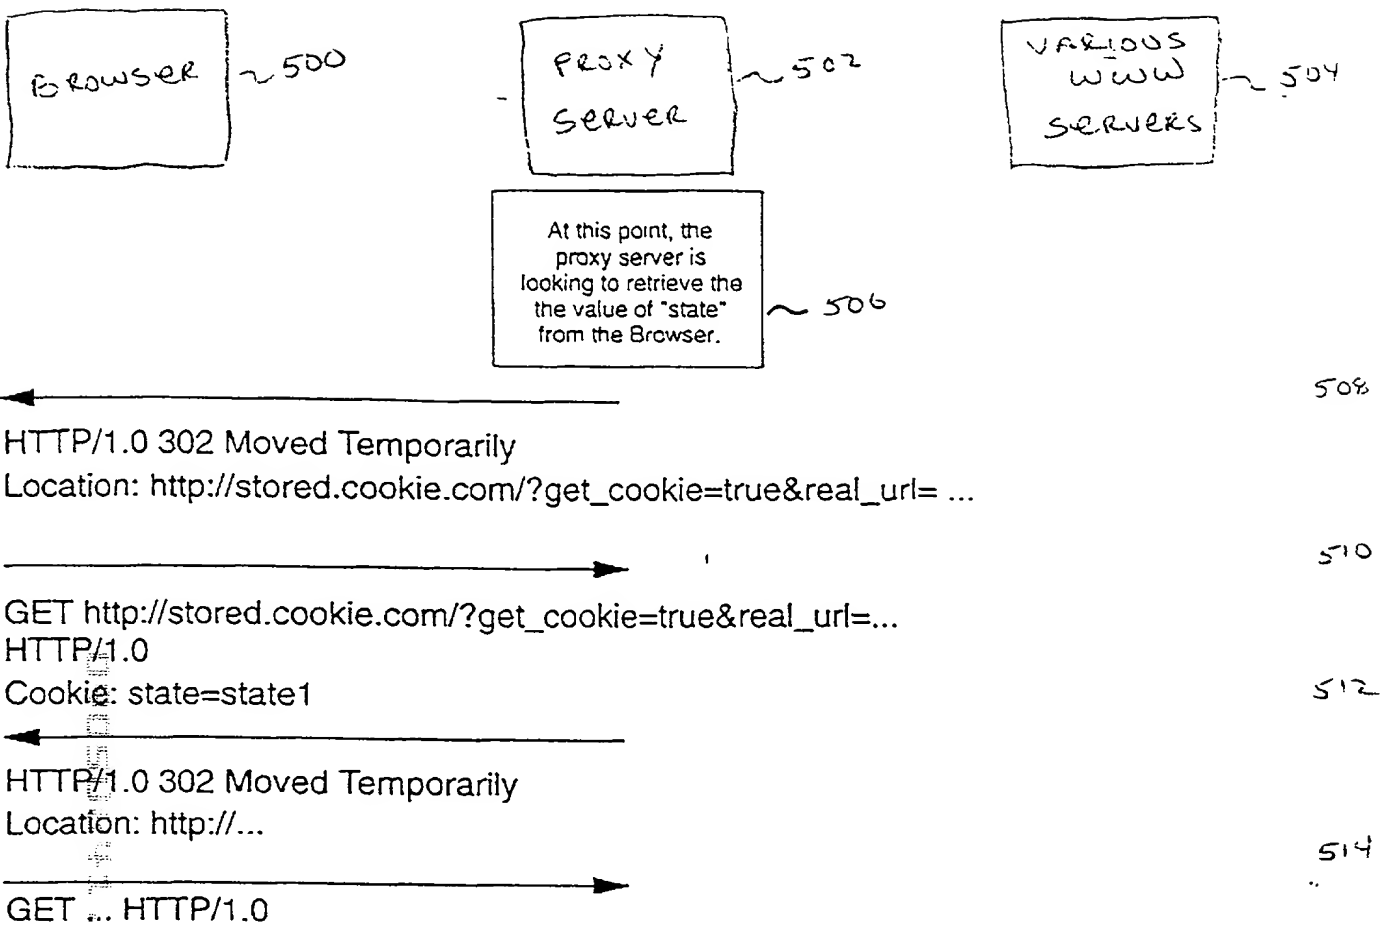 BROWSER
500
PROXY
SERVER
502
VARIOUS
WWW
SERVERS
504
At this point, the
proxy server is
looking to retrieve the
the value of "state"
from the Browser.
506
508
HTTP/1.0 302 Moved Temporarily
Location: http://stored.cookie.com/?get_cookie=true&real_url= ...
510
GET http://stored.cookie.com/?get_cookie=true&real_url=...
HTTP/1.0
Cookie: state=state1
512
HTTP/1.0 302 Moved Temporarily
Location: http://...
514
GET ... HTTP/1.0